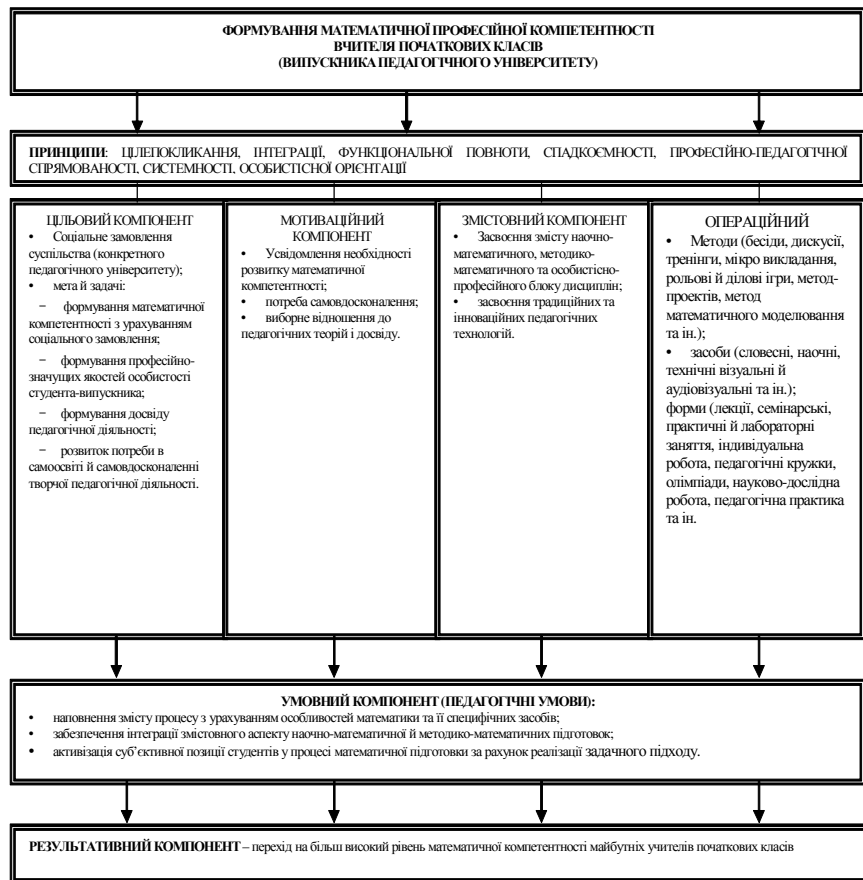 ФОРМУВАННЯ МАТЕМАТИЧНОЇ ПРОФЕСІЙНОЇ КОМПЕТЕНТНОСТІ
ВЧИТЕЛЯ ПОЧАТКОВИХ КЛАСІВ
(ВИПУСКНИКА ПЕДАГОГІЧНОГО УНІВЕРСИТЕТУ)
ПРИНЦИПИ: ЦІЛЕПОКЛИКАННЯ, ІНТЕГРАЦІЇ, ФУНКЦІОНАЛЬНОЇ ПОВНОТИ, СПАДКОЄМНОСТІ, ПРОФЕСІЙНО-ПЕДАГОГІЧНОЇ
СПРЯМОВАНОСТІ, СИСТЕМНОСТІ, ОСОБИСТІСНОЇ ОРІЄНТАЦІЇ
ЦІЛЬОВИЙ КОМПОНЕНТ
• Соціальне замовлення
суспільства (конкретного
педагогічного університету);
• мета й задачі:
− формування математичної
компетентності з урахуванням
соціального замовлення;
− формування професійно-
значущих якостей особистості
студента-випускника;
− формування досвіду
педагогічної діяльності;
− розвиток потреби в
самоосвіті й самовдосконаленні
творчої педагогічної діяльності.
МОТИВАЦІЙНИЙ
КОМПОНЕНТ
• Усвідомлення необхідності
розвитку математичної
компетентності;
• потреба самовдосконалення;
• виборне відношення до
педагогічних теорій і досвіду.
ЗМІСТОВНИЙ КОМПОНЕНТ
• Засвоєння змісту наочно-
математичного, методико-
математичного та особистісно-
професійного блоку дисциплін;
• засвоєння традиційних та
інноваційних педагогічних
технологій.
ОПЕРАЦІЙНИЙ
• Методи (бесіди, дискусії,
тренінги, мікро викладання,
рольові й ділові ігри, метод-
проектів, метод
математичного моделювання
та ін.);
• засоби (словесні, наочні,
технічні візуальні й
аудіовізуальні та ін.);
форми (лекції, семінарські,
практичні й лабораторні
заняття, індивідуальна
робота, педагогічні кружки,
олімпіади, науково-дослідна
робота, педагогічна практика
та ін.
УМОВНИЙ КОМПОНЕНТ (ПЕДАГОГІЧНІ УМОВИ):
• наповнення змісту процесу з урахуванням особливостей математики та її специфічних засобів;
• забезпечення інтеграції змістовного аспекту наочно-математичної й методико-математичних підготовок;
• активізація суб’єктивної позиції студентів у процесі математичної підготовки за рахунок реалізації задачного підходу.
РЕЗУЛЬТАТИВНИЙ КОМПОНЕНТ – перехід на більш високий рівень математичної компетентності майбутніх учителів початкових класів